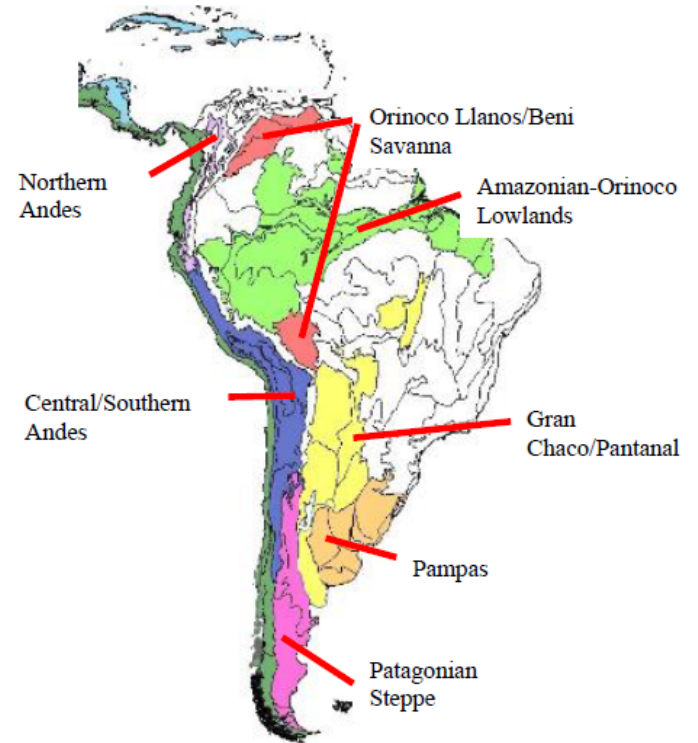 Orinoco Llanos/Beni
Savanna
Northern
Andes
Amazonian-Orinoco
Lowlands
Central/Southern
Andes
Gran
Chaco/Pantanal
Pampas
Patagonian
Steppe